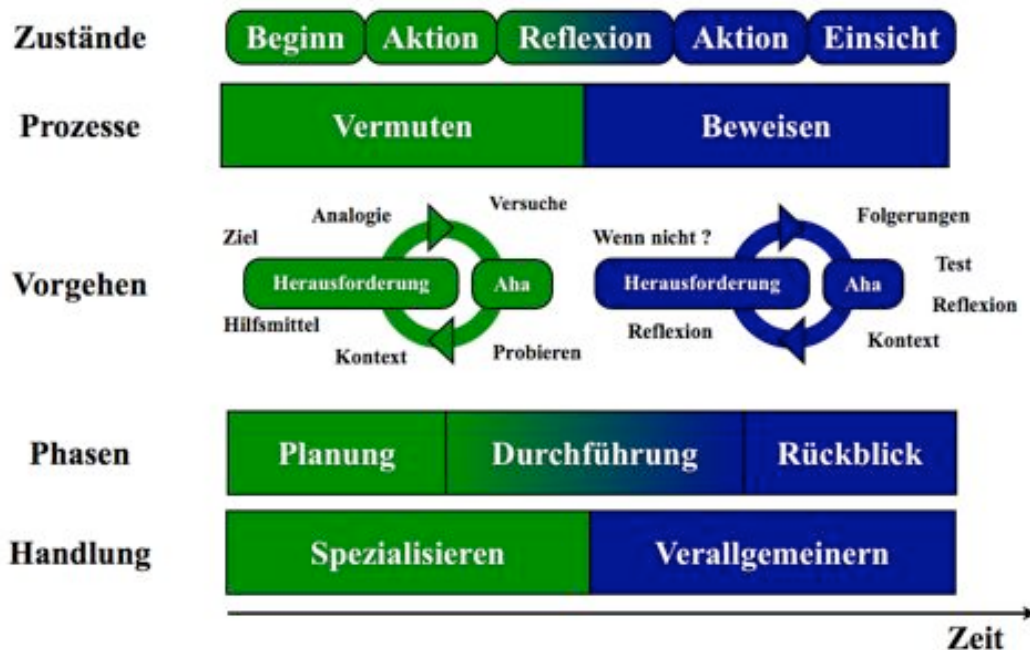 Zustände
Beginn Aktion Reflexion Aktion Einsicht
Prozesse
Vermuten Beweisen
Vorgehen
Analogie
Versuche
Ziel
Herausforderung Aha
Hilfsmittel
Kontext
Probieren
Wenn nicht ?
Folgerungen
Herausforderung Aha
Test
Reflexion
Reflexion
Kontext
Phasen
Planung Durchführung Rückblick
Handlung
Spezialisieren Verallgemeinern
Zeit